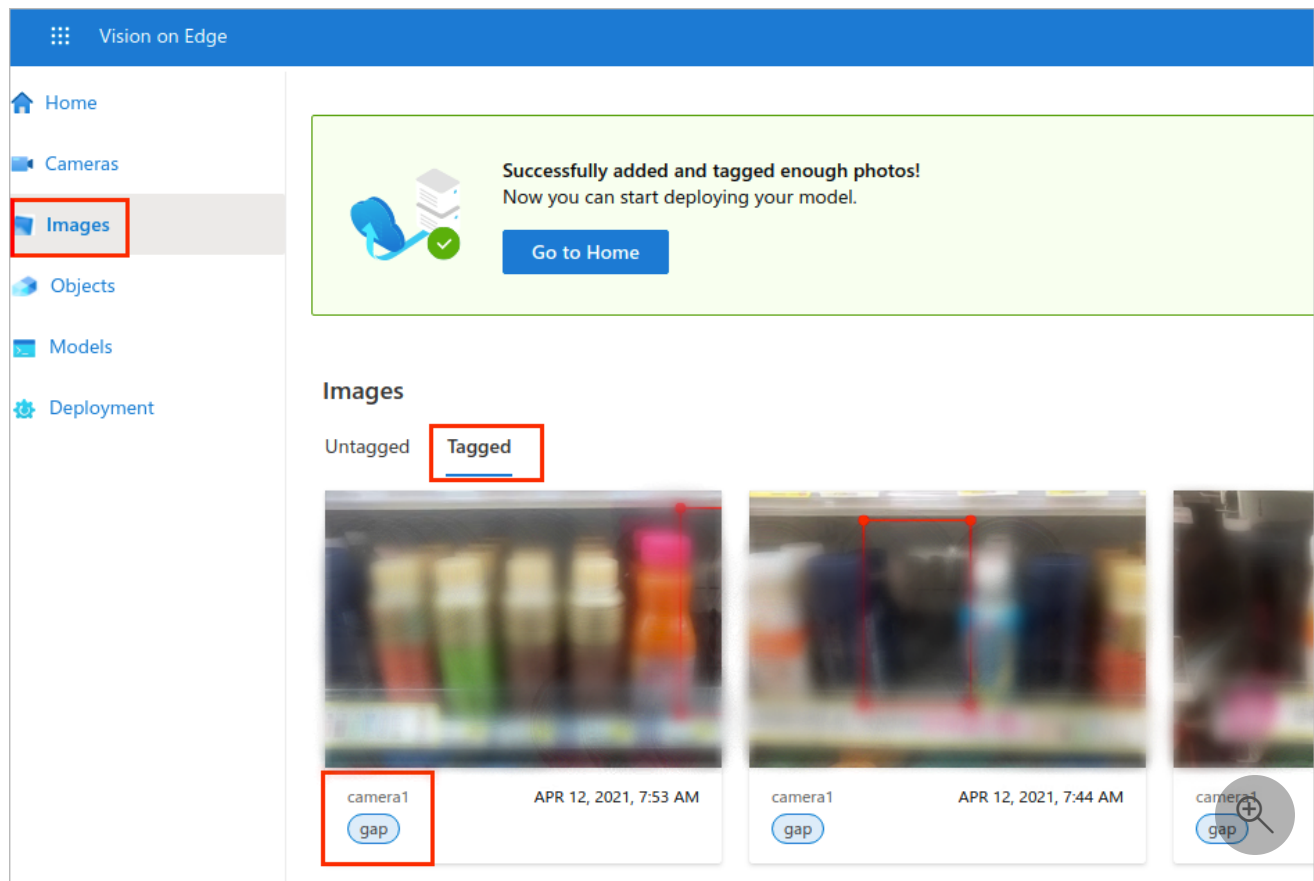 Vision on Edge
Home
Cameras
Images
Objects
Models
Deployment
Successfully added and tagged enough photos!
Now you can start deploying your model.
Go to Home
Images
Untagged Tagged
camera1 APR 12, 2021, 7:53 AM
gap
camera1 APR 12, 2021, 7:44 AM
gap
camera1
gap